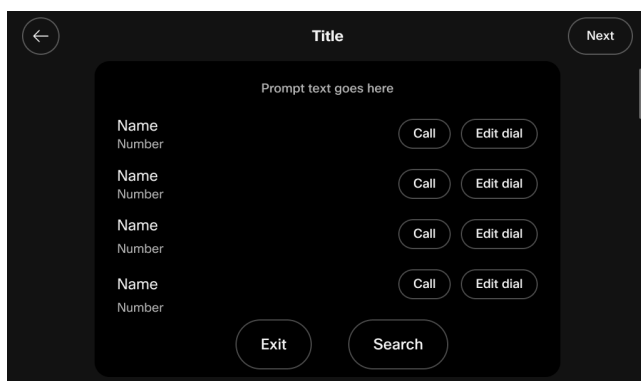 Title
Next
Prompt text goes here
Name
Number
Call
Edit dial
Name
Number
Call
Edit dial
Name
Number
Call
Edit dial
Name
Number
Call
Edit dial
Exit
Search